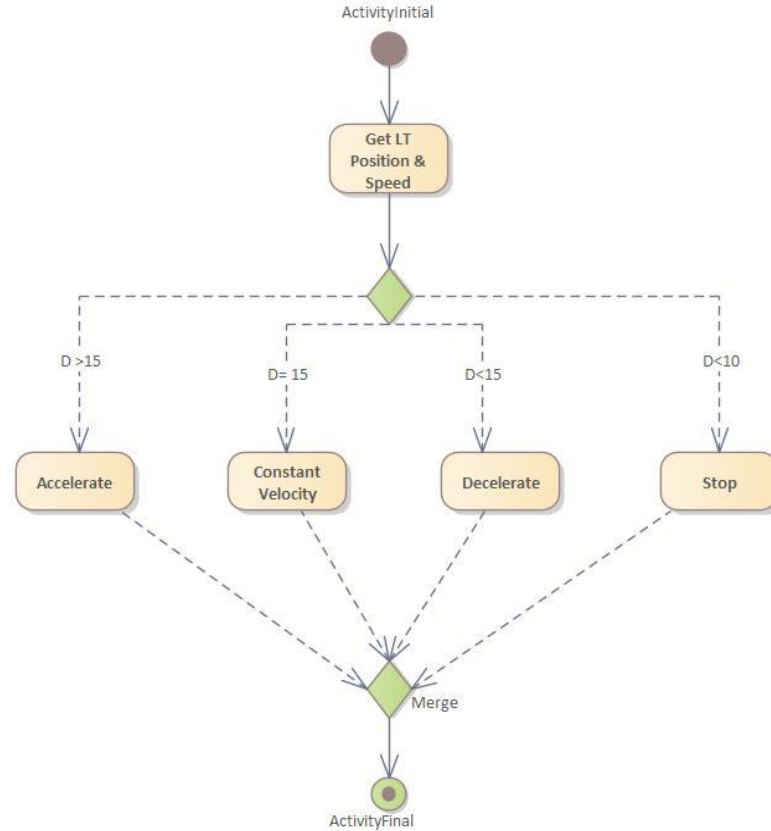 ActivityInitial
Get LT
Position &
Speed
D >15
D= 15
D<15
D<10
Accelerate
Constant
Velocity
Decelerate
Stop
Merge
ActivityFinal